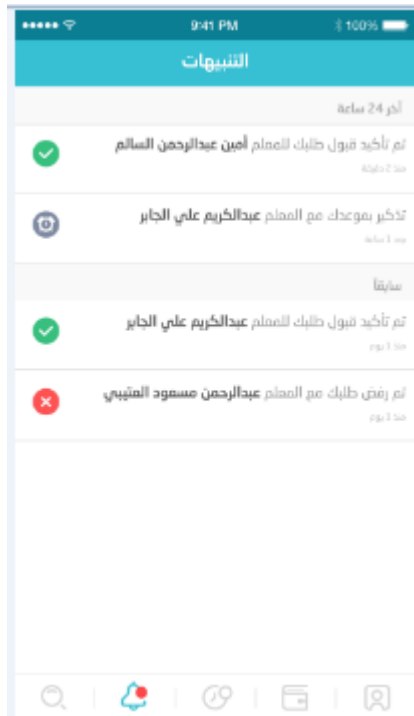 9:41 PM
100%
التنبيهات
آخر 24 ساعة
تم تأكيد قبول طلبك للمعلم أمين عبدالرحمن السالم
منذ 2 دقيقة
تذكير بموعدك مع المعلم عبدالكريم علي الجابر
منذ 1 ساعة
سابقاً
تم تأكيد قبول طلبك للمعلم عبدالكريم علي الجابر
منذ 1 يوم
تم رفض طلبك مع المعلم عبدالرحمن مسعود العتيبي
منذ 1 يوم